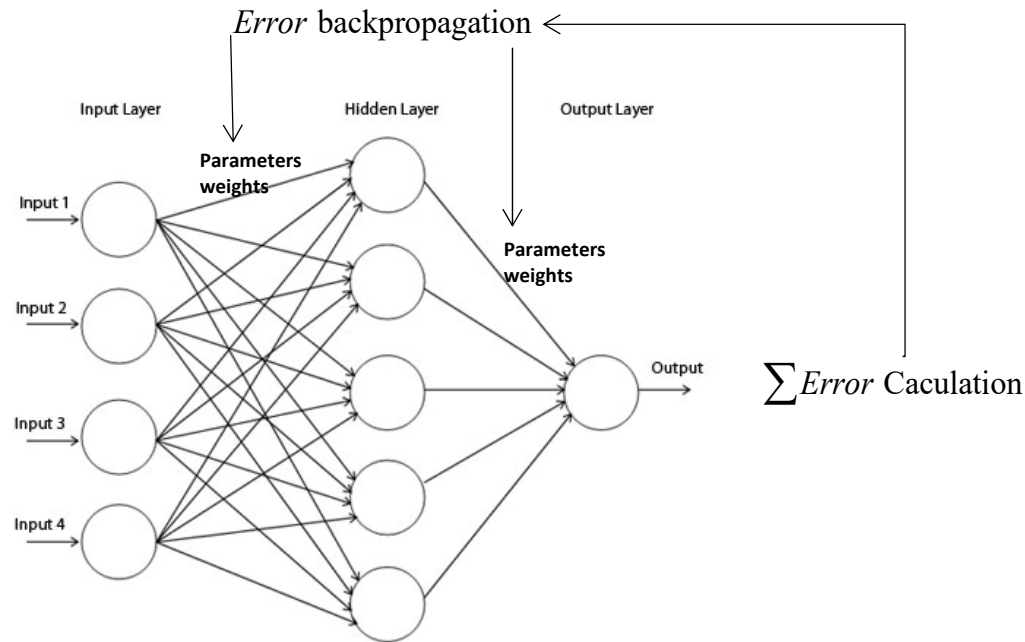 Error backpropagation
Input Layer
Hidden Layer
Output Layer
Parameters
weights
Input 1
Parameters
weights
Input 2
Output
∑Error Caculation
Input 3
Input 4